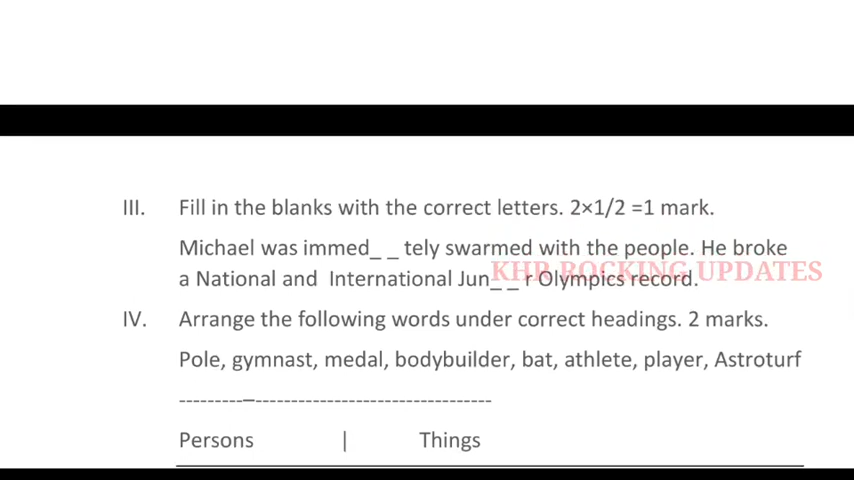 III. Fill in the blanks with the correct letters. 2×1/2 =1 mark.
Michael was immed_ _ tely swarmed with the people. He broke
a National and International Jun_ _ r Olympics record.
KHR ROCKING UPDATES
IV. Arrange the following words under correct headings. 2 marks.
Pole, gymnast, medal, bodybuilder, bat, athlete, player, Astroturf
---------–---------------------------------
Persons | Things